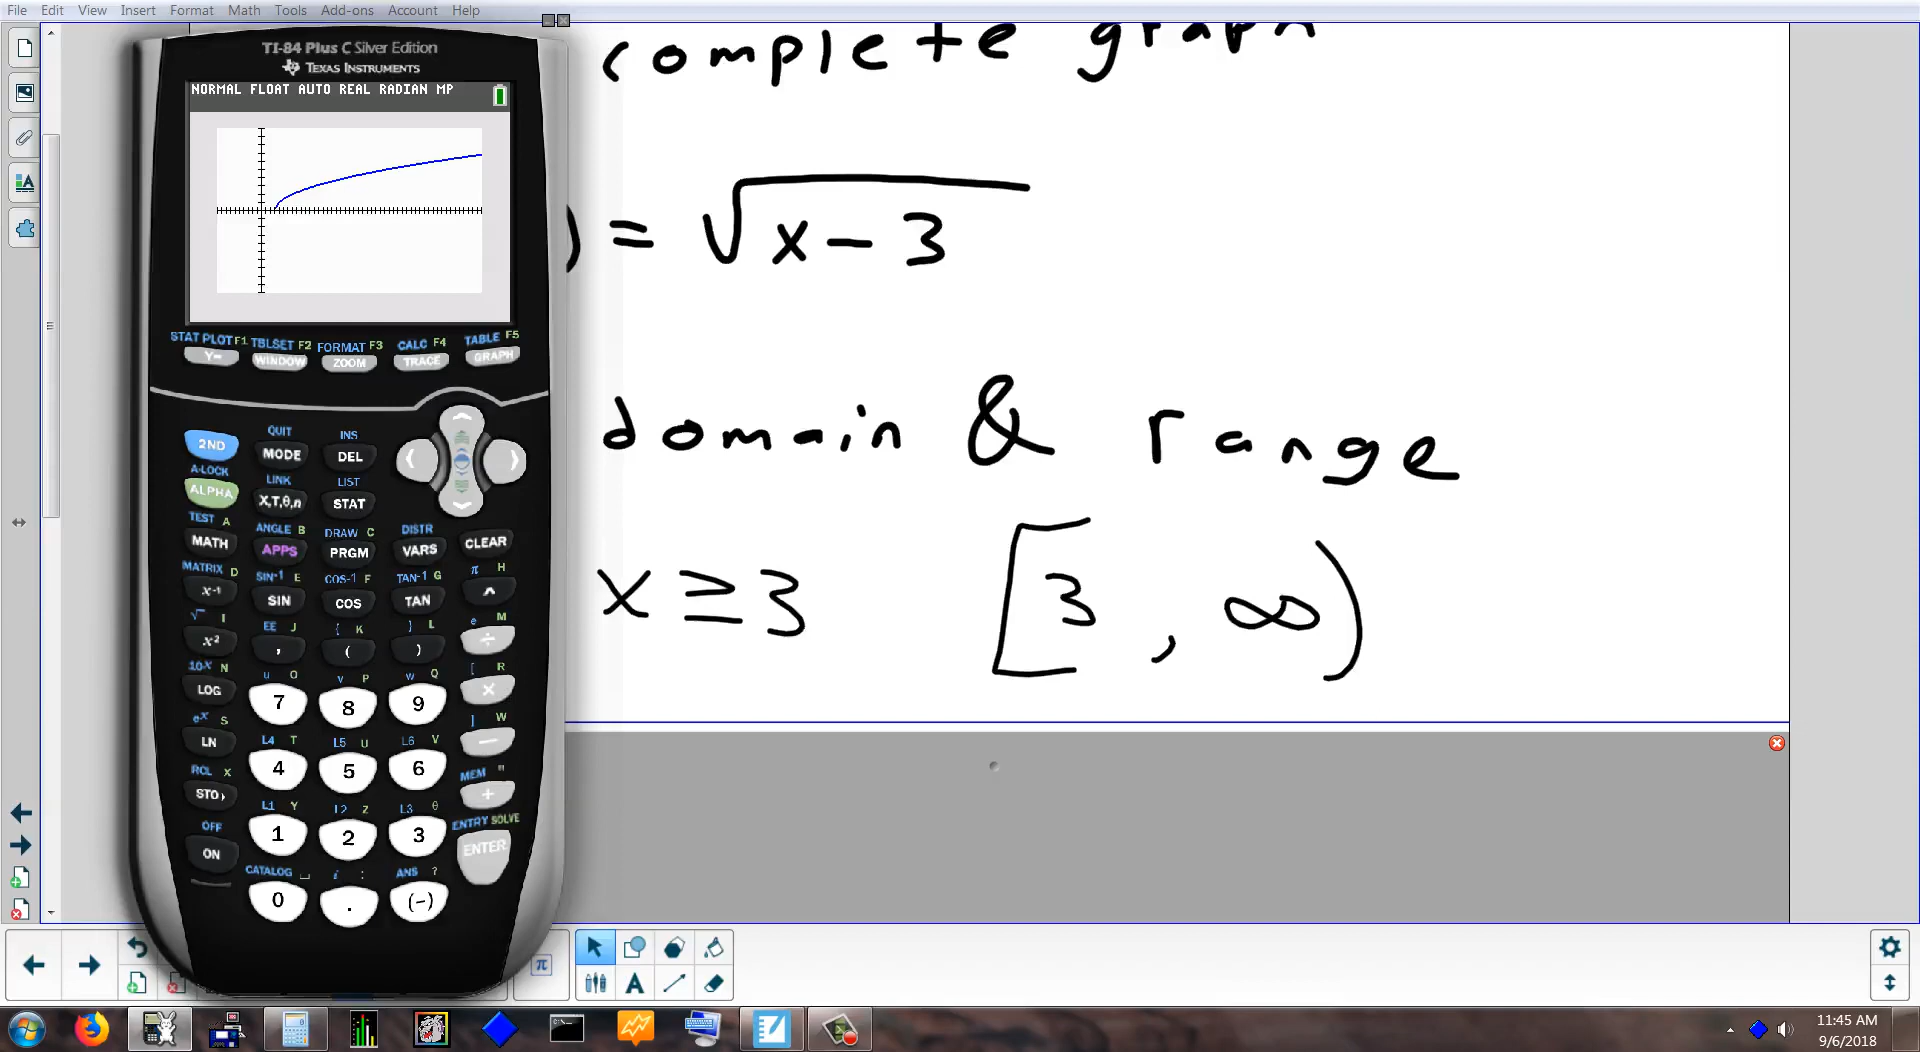 File Edit View Insert Format Math Tools Add-ons Account Help
TI-84 Plus C Silver Edition
TEXAS INSTRUMENTS
NORMAL FLOAT AUTO REAL RADIAN MP
complete graph
) = √x - 3
domain & range
x ≥ 3 [3, ∞)
STAT PLOT F1 TBLSET F2 FORMAT F3 CALC F4 TABLE F5
Y= WINDOW ZOOM TRACE GRAPH
QUIT INS
2ND MODE DEL
A-LOCK LINK LIST
ALPHA X,T,θ,n STAT
TEST A ANGLE B DRAW C DISTR
MATH APPS PRGM VARS CLEAR
MATRIX D SIN-1 E COS-1 F TAN-1 G π H
x-1 SIN COS TAN ^
√ I EE J { K } L e M
x2 , ( ) ÷
10x N u O v P w Q [ R
LOG 7 8 9 ×
ex S L4 T L5 U L6 V ] W
LN 4 5 6 −
RCL X L1 Y L2 Z L3 θ MEM "
STO 1 2 3 +
OFF CATALOG i : ANS ? ENTRY SOLVE
ON 0 . (-) ENTER
π
A
11:45 AM
9/6/2018